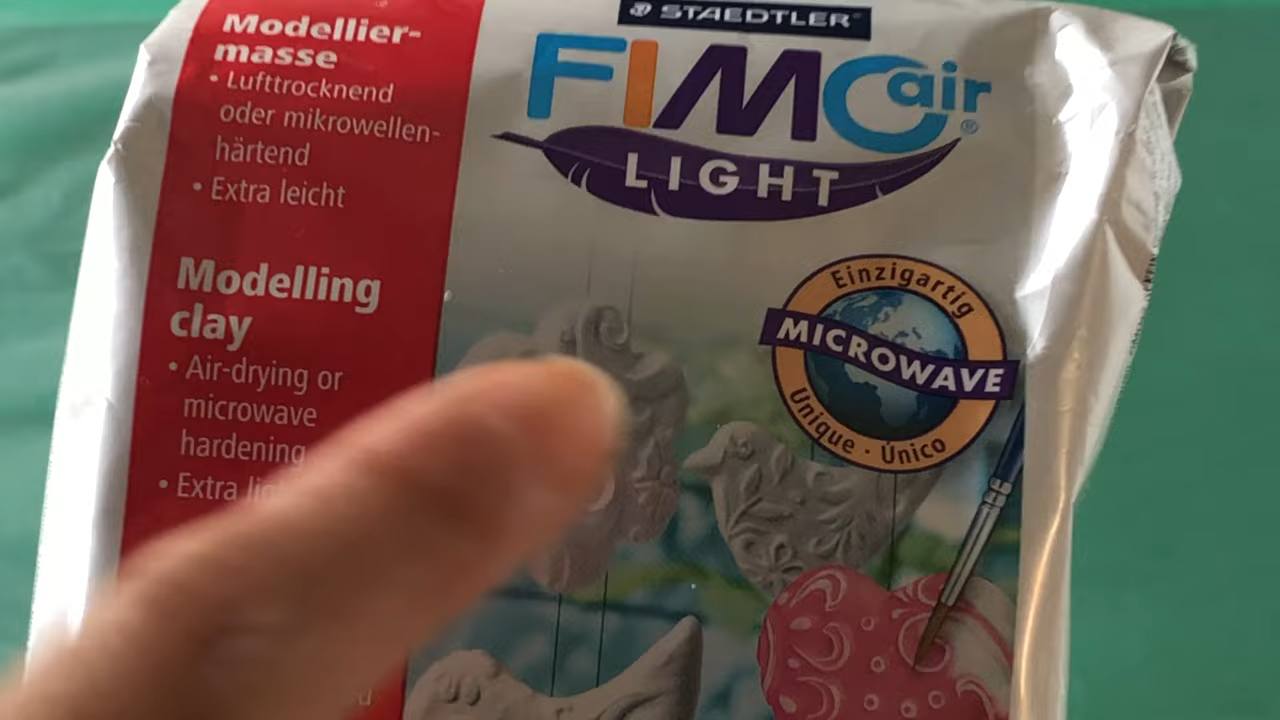 STAEDTLER
FIMO air
LIGHT
Modellier-
masse
• Lufttrocknend
oder mikrowellen-
härtend
• Extra leicht
Modelling
clay
• Air-drying or
microwave
hardening
• Extra
Einzigartig
MICROWAVE
Unique · Único